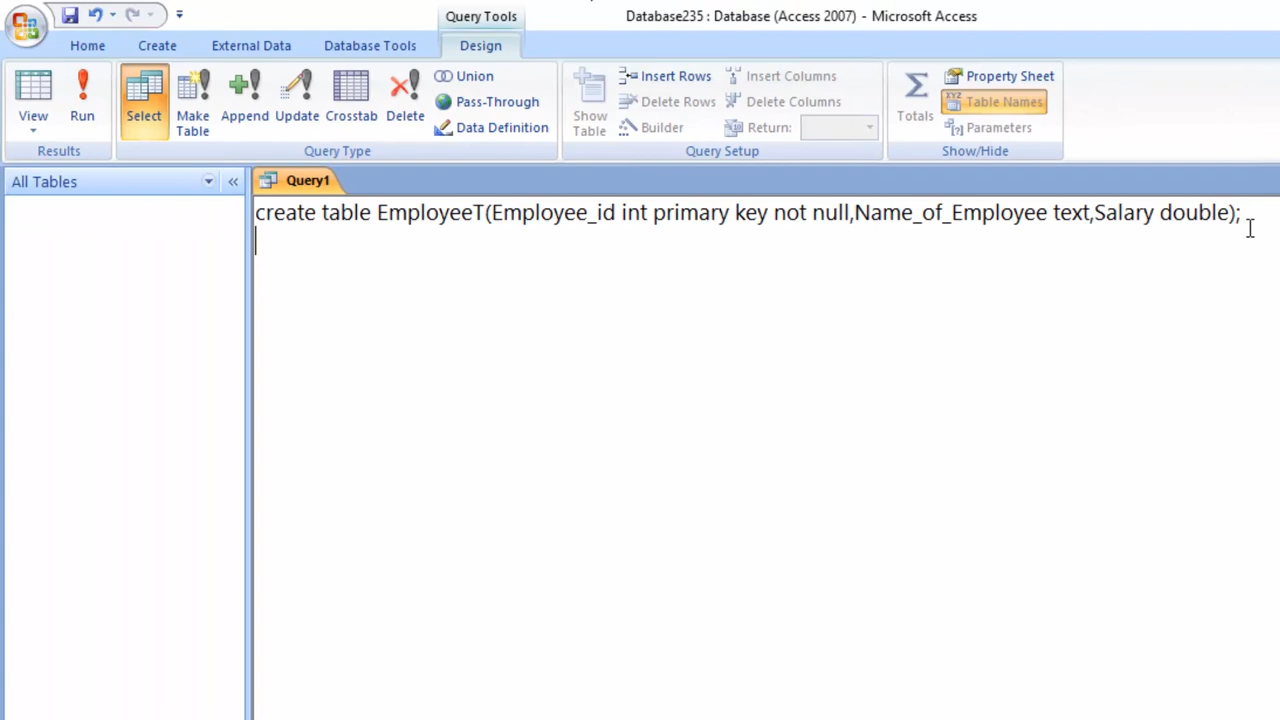 Query Tools
Database235 : Database (Access 2007) - Microsoft Access
Home Create External Data Database Tools Design
View Run Select Make Table Append Update Crosstab Delete
Union
Pass-Through
Data Definition
Show Table
Insert Rows
Delete Rows
Builder
Insert Columns
Delete Columns
Return:
Totals
Property Sheet
XYZ Table Names
Parameters
Results Query Type Query Setup Show/Hide
All Tables
Query1
create table EmployeeT(Employee_id int primary key not null,Name_of_Employee text,Salary double);